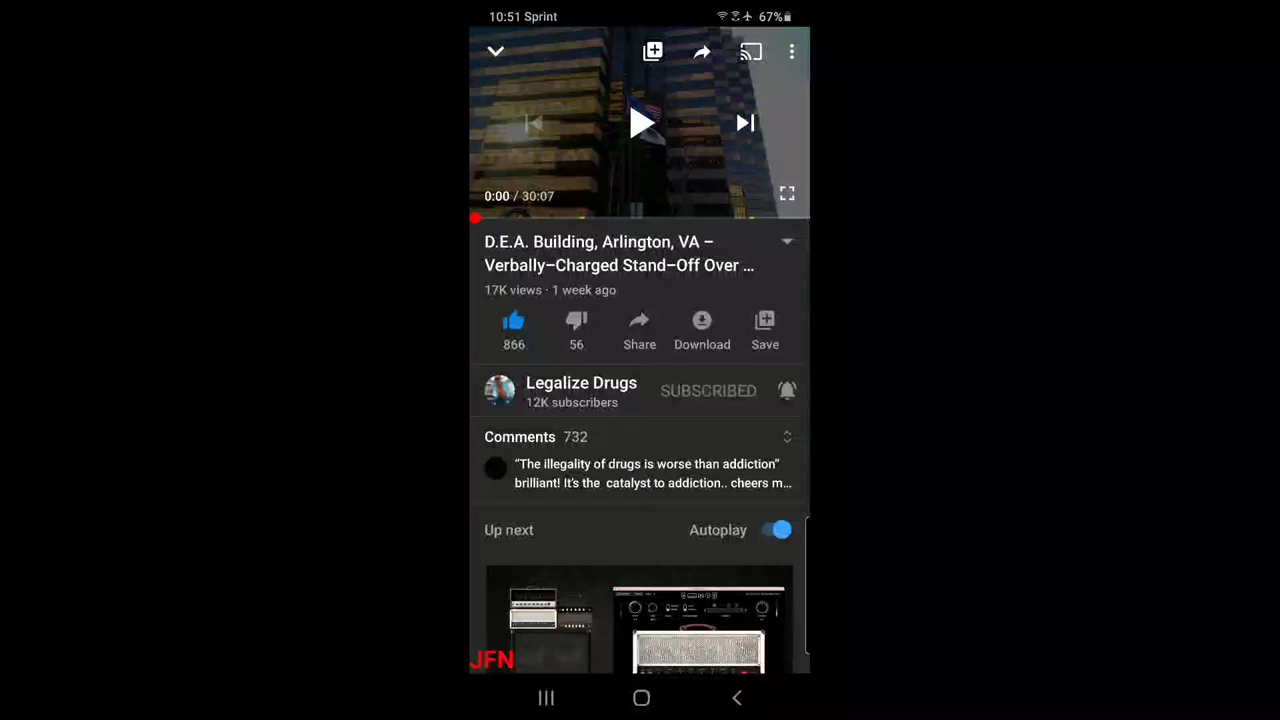 10:51 Sprint
67%
0:00 / 30:07
D.E.A. Building, Arlington, VA –
Verbally–Charged Stand–Off Over ...
17K views · 1 week ago
866
56
Share
Download
Save
Legalize Drugs
12K subscribers
SUBSCRIBED
Comments 732
“The illegality of drugs is worse than addiction”
brilliant! It's the catalyst to addiction.. cheers m...
Up next
Autoplay
JFN